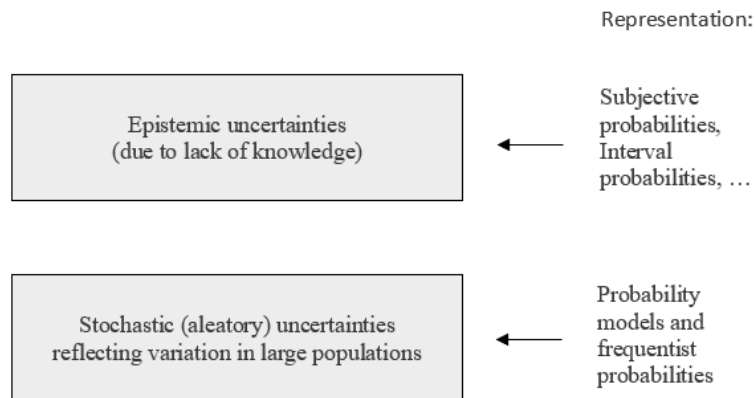 Representation:
Epistemic uncertainties
(due to lack of knowledge)
Subjective
probabilities,
Interval
probabilities, …
Stochastic (aleatory) uncertainties
reflecting variation in large populations
Probability
models and
frequentist
probabilities